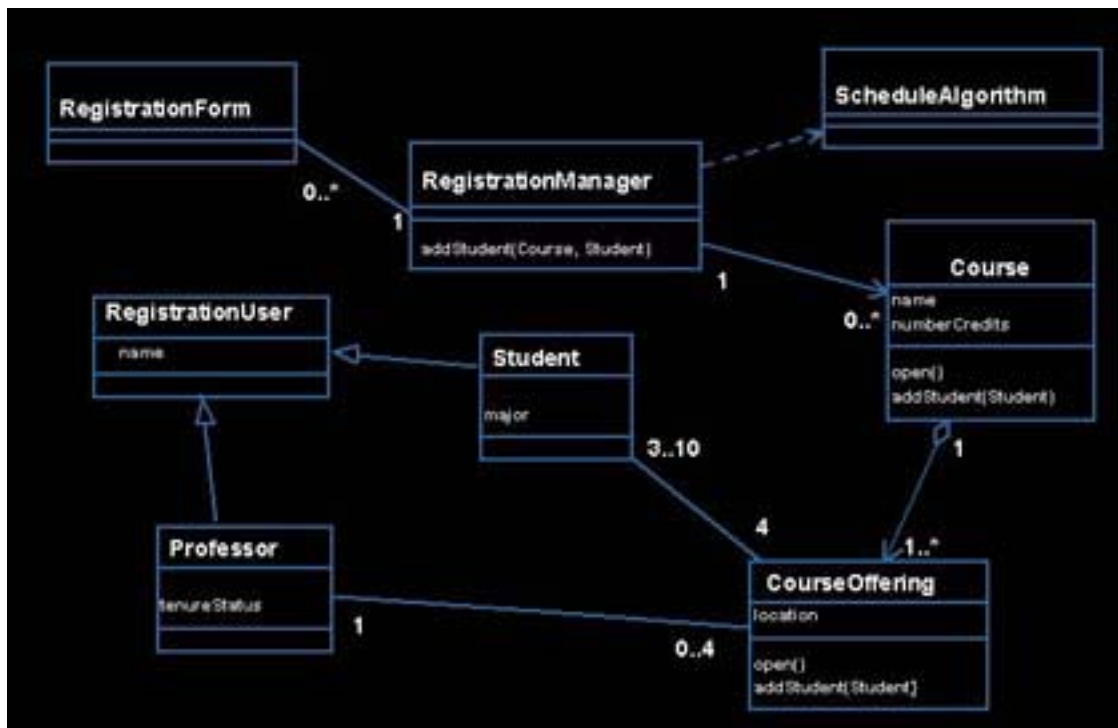 RegistrationForm
0..*
ScheduleAlgorithm
RegistrationManager
addStudent(Course, Student)
1
1
0..*
Course
name
numberCredits
open()
addStudent(Student)
1
1..*
RegistrationUser
name
Student
major
3..10
4
Professor
tenureStatus
1
0..4
CourseOffering
location
open()
addStudent(Student]